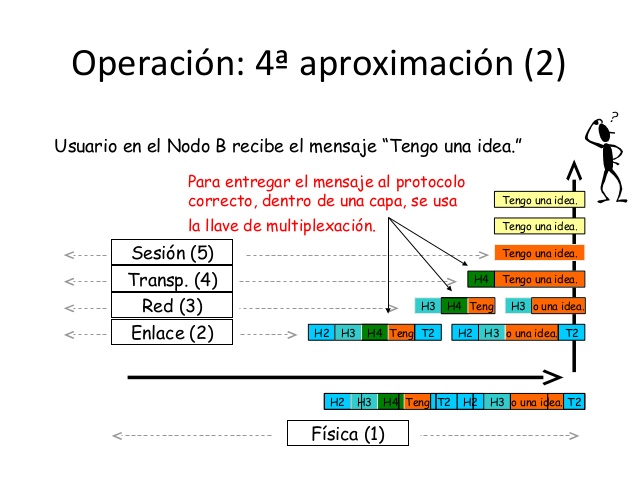 Operación: 4ª aproximación (2)
?
Usuario en el Nodo B recibe el mensaje “Tengo una idea.”
Para entregar el mensaje al protocolo
correcto, dentro de una capa, se usa
la llave de multiplexación.
Tengo una idea.
Tengo una idea.
Sesión (5)
Tengo una idea.
Transp. (4)
H4 Tengo una idea.
Red (3)
H3 H4 Teng H3 o una idea.
Enlace (2)
H2 H3 H4 Teng T2 H2 H3 o una idea. T2
H2 H3 H4 Teng T2 H2 H3 o una idea. T2
Física (1)